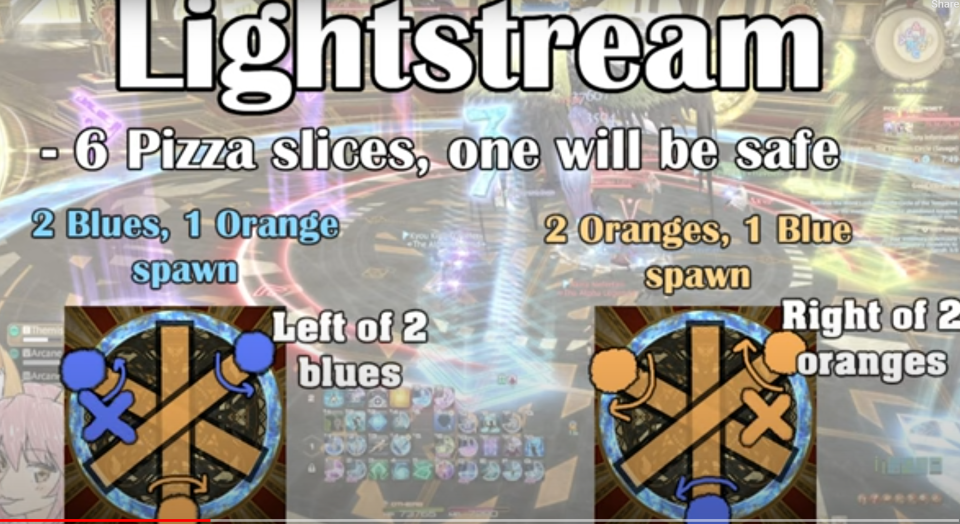 Share
Lightstream
- 6 Pizza slices, one will be safe
2 Blues, 1 Orange
spawn
2 Oranges, 1 Blue
spawn
Left of 2
blues
Right of 2
oranges